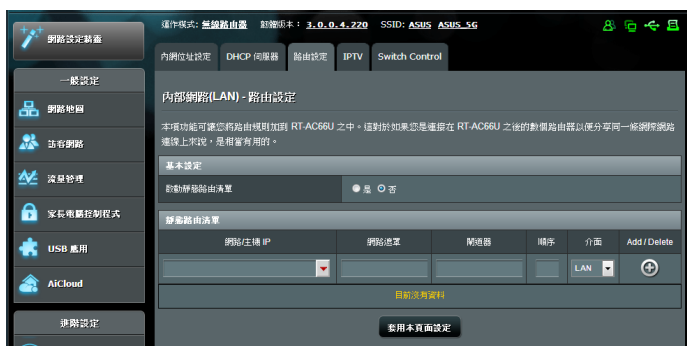 運作模式: 無線路由器 韌體版本: 3.0.0.4.220 SSID: ASUS ASUS_5G
網路設定精靈
一般設定
網路地圖
訪客網路
流量管理
家長電腦控制程式
USB 應用
AiCloud
進階設定
內網位址設定 DHCP 伺服器 路由設定 IPTV Switch Control
內部網路(LAN) - 路由設定
本項功能可讓您將路由規則加到 RT-AC66U 之中。這對於如果您是連接在 RT-AC66U 之後的數個路由器以便分享同一條網際網路
連線上來說，是相當有用的。
基本設定
啟動靜態路由清單 是 否
靜態路由清單
網路/主機 IP 網路遮罩 閘道器 順序 介面 Add / Delete
LAN
目前沒有資料
套用本頁面設定